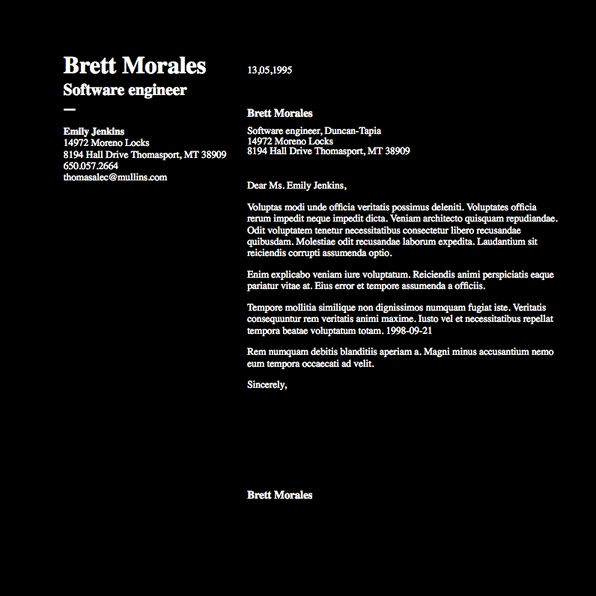 Brett Morales
Software engineer
—
Emily Jenkins
14972 Moreno Locks
8194 Hall Drive Thomasport, MT 38909
650.057.2664
thomasalec@mullins.com
13,05,1995
Brett Morales
Software engineer, Duncan-Tapia
14972 Moreno Locks
8194 Hall Drive Thomasport, MT 38909
Dear Ms. Emily Jenkins,
Voluptas modi unde officia veritatis possimus deleniti. Voluptates officiis
rerum impedit neque impedit dicta. Veniam architecto quisquam repudiandae.
Odit voluptatem tenetur necessitatibus consectetur libero recusandae
quibusdam. Molestiae odit recusandae laborum expedita. Laudantium sit
reiciendis corrupti assumenda optio.
Enim explicabo veniam iure voluptatum. Reiciendis animi perspiciatis eaque
pariatur vitae at. Eius error et tempore assumenda a officiis.
Tempore mollitia similique non dignissimos numquam fugiat iste. Veritatis
consequuntur rem veritatis animi maxime. Iusto vel et necessitatibus repellat
tempora beatae voluptatum totam. 1998-09-21
Rem numquam debitis blanditiis aperiam a. Magni minus accusantium nemo
eum tempora occaecati ad velit.
Sincerely,
Brett Morales